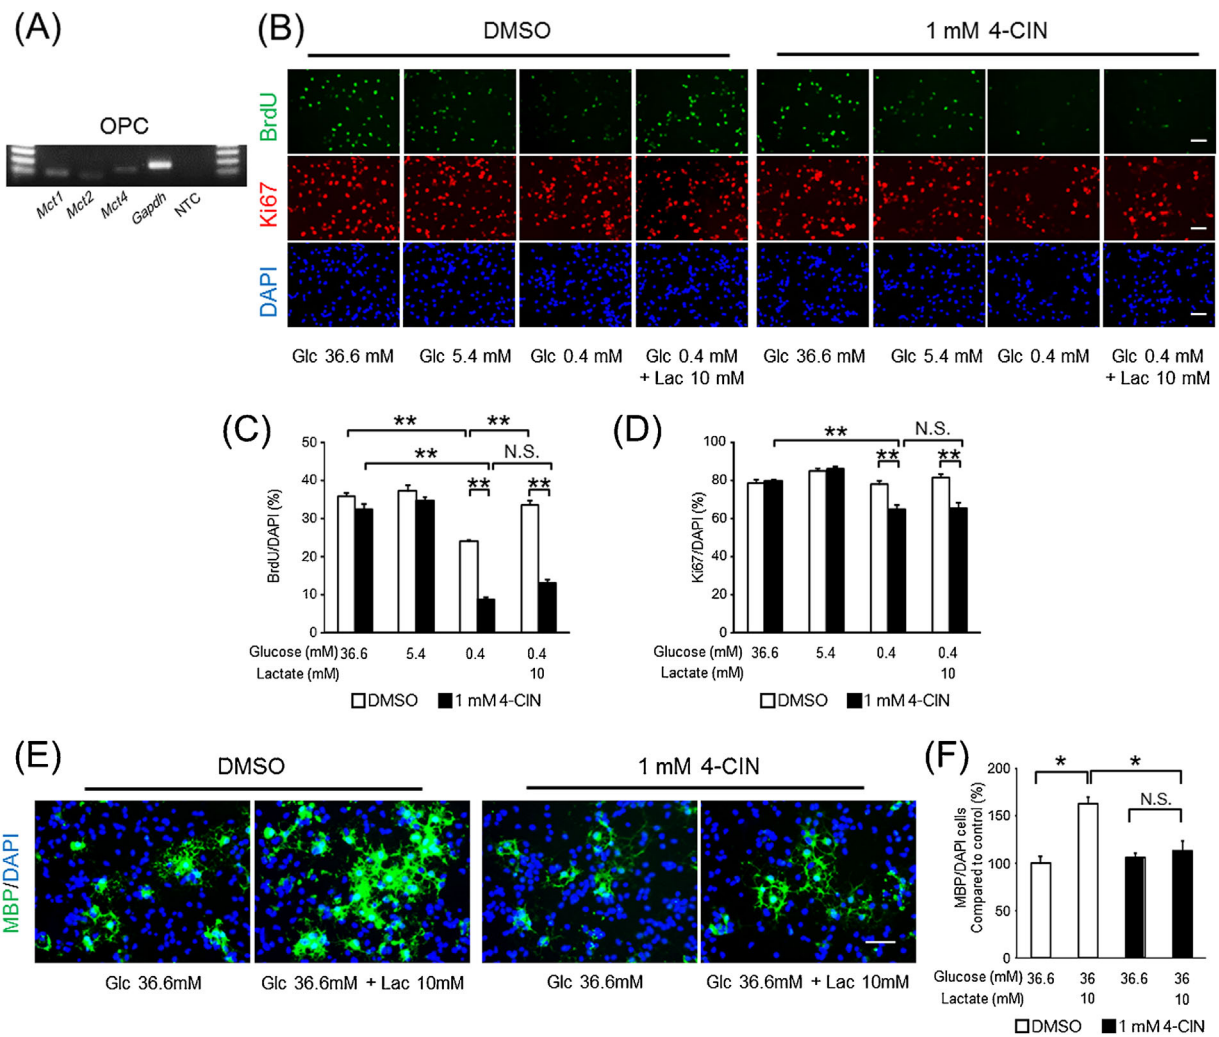 (A)
OPC
Mct1 Mct2 Mct4 Gapdh NTC
(B)
DMSO 1 mM 4-CIN
BrdU
Ki67
DAPI
Glc 36.6 mM Glc 5.4 mM Glc 0.4 mM Glc 0.4 mM Glc 36.6 mM Glc 5.4 mM Glc 0.4 mM Glc 0.4 mM
+ Lac 10 mM + Lac 10 mM
(C)
** **
** N.S.
** **
BrdU/DAPI (%)
50
40
30
20
10
0
Glucose (mM) 36.6 5.4 0.4 0.4
Lactate (mM) 10
DMSO 1 mM 4-CIN
(D)
** N.S.
** **
Ki67/DAPI (%)
100
80
60
40
20
0
Glucose (mM) 36.6 5.4 0.4 0.4
Lactate (mM) 10
DMSO 1 mM 4-CIN
(E)
DMSO 1 mM 4-CIN
MBP/DAPI
Glc 36.6mM Glc 36.6mM + Lac 10mM Glc 36.6mM Glc 36.6mM + Lac 10mM
(F)
* *
N.S.
MBP/DAPI cells
Compared to control (%)
200
150
100
50
0
Glucose (mM) 36.6 36 36.6 36
Lactate (mM) 10 10
DMSO 1 mM 4-CIN